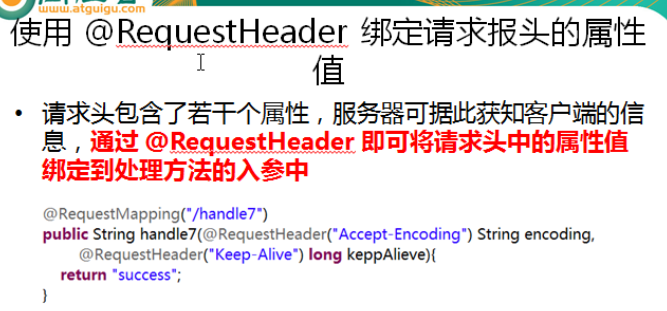 www.atguigu.com
使用 @RequestHeader 绑定请求报头的属性
值
• 请求头包含了若干个属性，服务器可据此获知客户端的信
息，通过 @RequestHeader 即可将请求头中的属性值
绑定到处理方法的入参中
@RequestMapping("/handle7")
public String handle7(@RequestHeader("Accept-Encoding") String encoding,
@RequestHeader("Keep-Alive") long keppAlieve){
return "success";
}